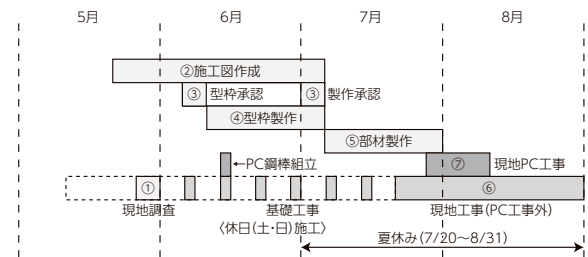 5月 6月 7月 8月
②施工図作成
③ 型枠承認 ③ 製作承認
④型枠製作
⑤部材製作
←PC鋼棒組立 ⑦ 現地PC工事
① ⑥
現地調査 基礎工事 現地工事(PC工事外)
〈休日(土・日)施工〉
夏休み(7/20～8/31)